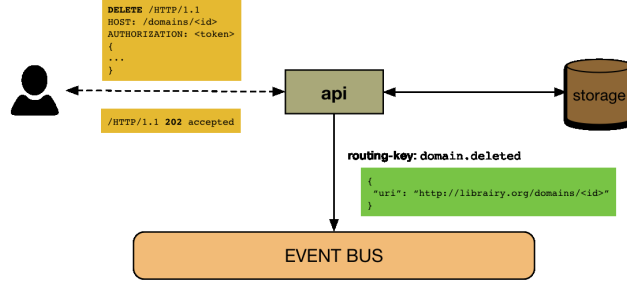 DELETE /HTTP/1.1
HOST: /domains/<id>
AUTHORIZATION: <token>
{
...
}
api
storage
/HTTP/1.1 202 accepted
routing-key: domain.deleted
{
"uri": “http://librairy.org/domains/<id>”
}
EVENT BUS